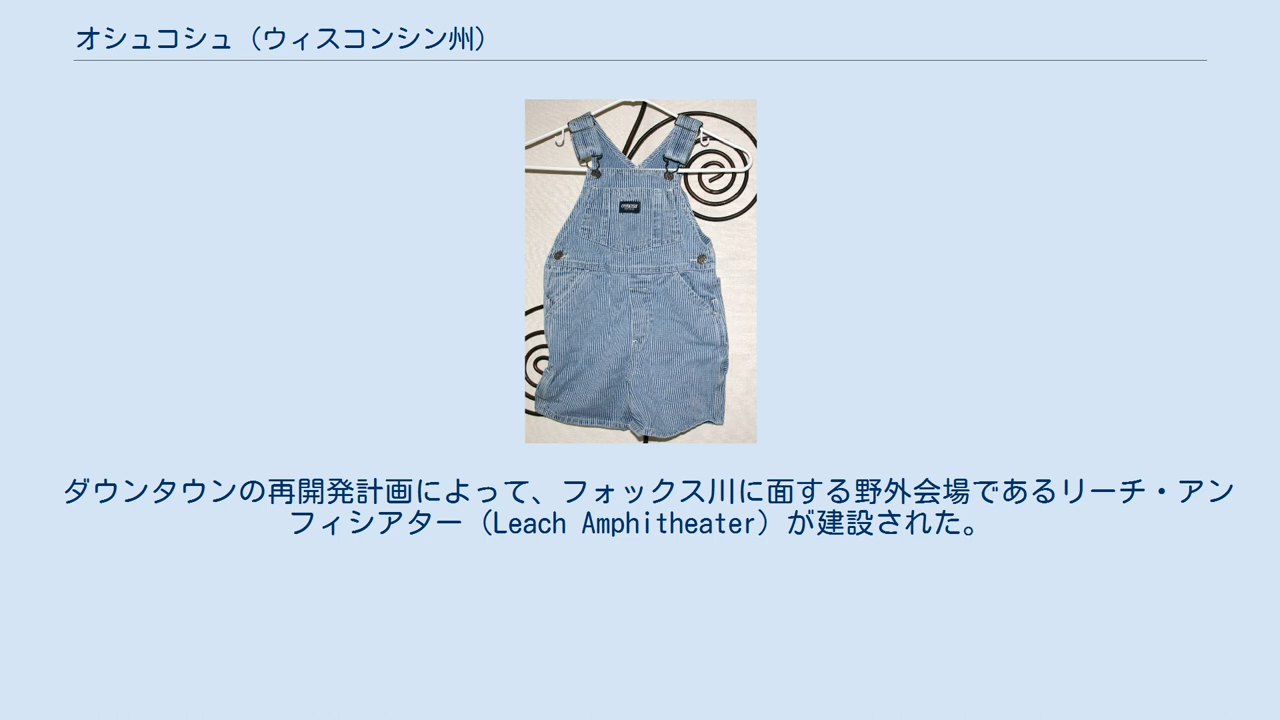 オシュコシュ（ウィスコンシン州）
ダウンタウンの再開発計画によって、フォックス川に面する野外会場であるリーチ・アン
フィシアター（Leach Amphitheater）が建設された。